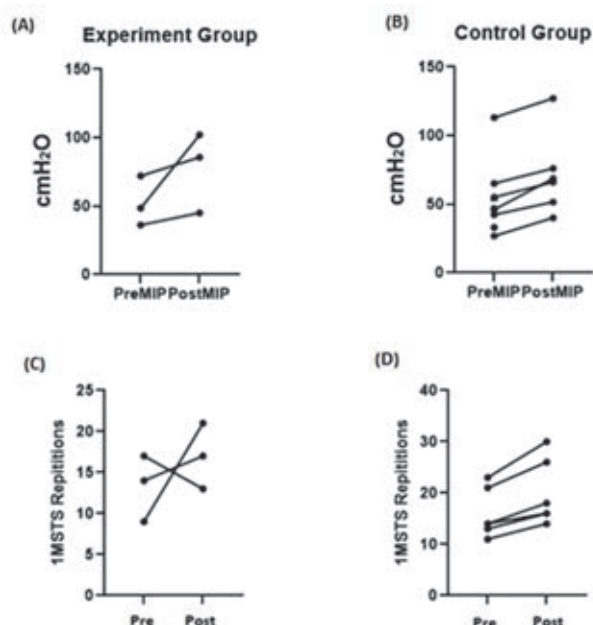 (A)
Experiment Group
cmH₂O
150
100
50
0
PreMIP PostMIP
(B)
Control Group
cmH₂O
150
100
50
0
PreMIP PostMIP
(C)
1MSTS Repititions
25
20
15
10
5
0
Pre Post
(D)
1MSTS Repititions
40
30
20
10
0
Pre Post